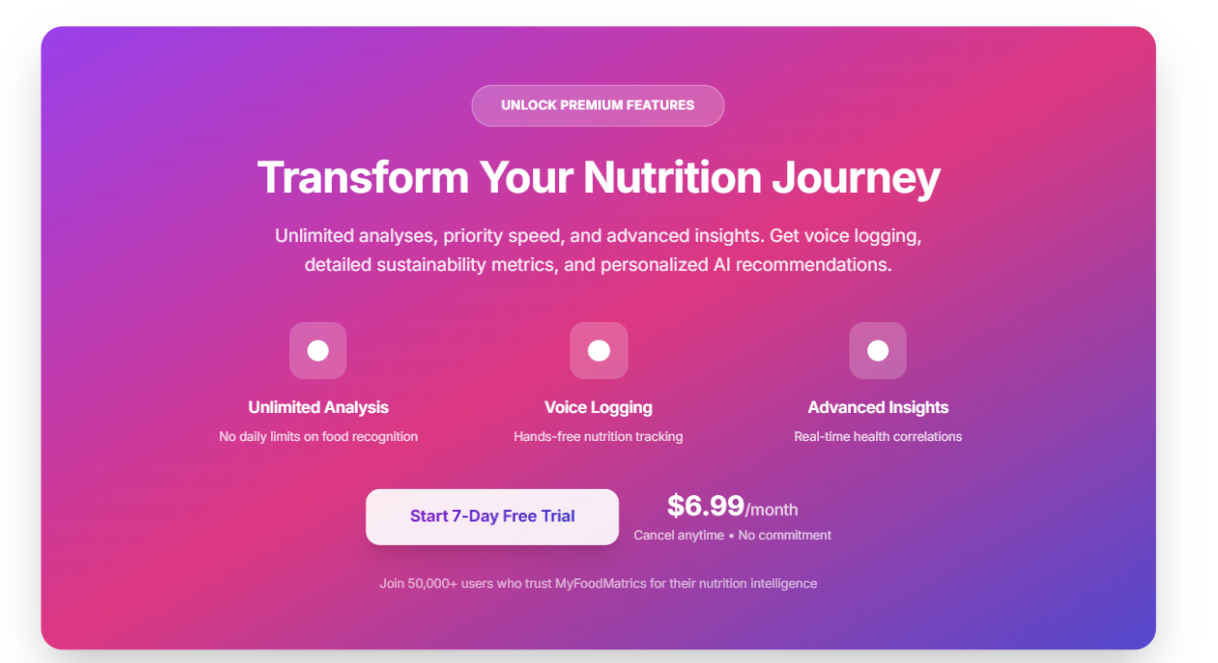 UNLOCK PREMIUM FEATURES
Transform Your Nutrition Journey
Unlimited analyses, priority speed, and advanced insights. Get voice logging,
detailed sustainability metrics, and personalized AI recommendations.
Unlimited Analysis
No daily limits on food recognition
Voice Logging
Hands-free nutrition tracking
Advanced Insights
Real-time health correlations
Start 7-Day Free Trial
$6.99/month
Cancel anytime • No commitment
Join 50,000+ users who trust MyFoodMatrics for their nutrition intelligence